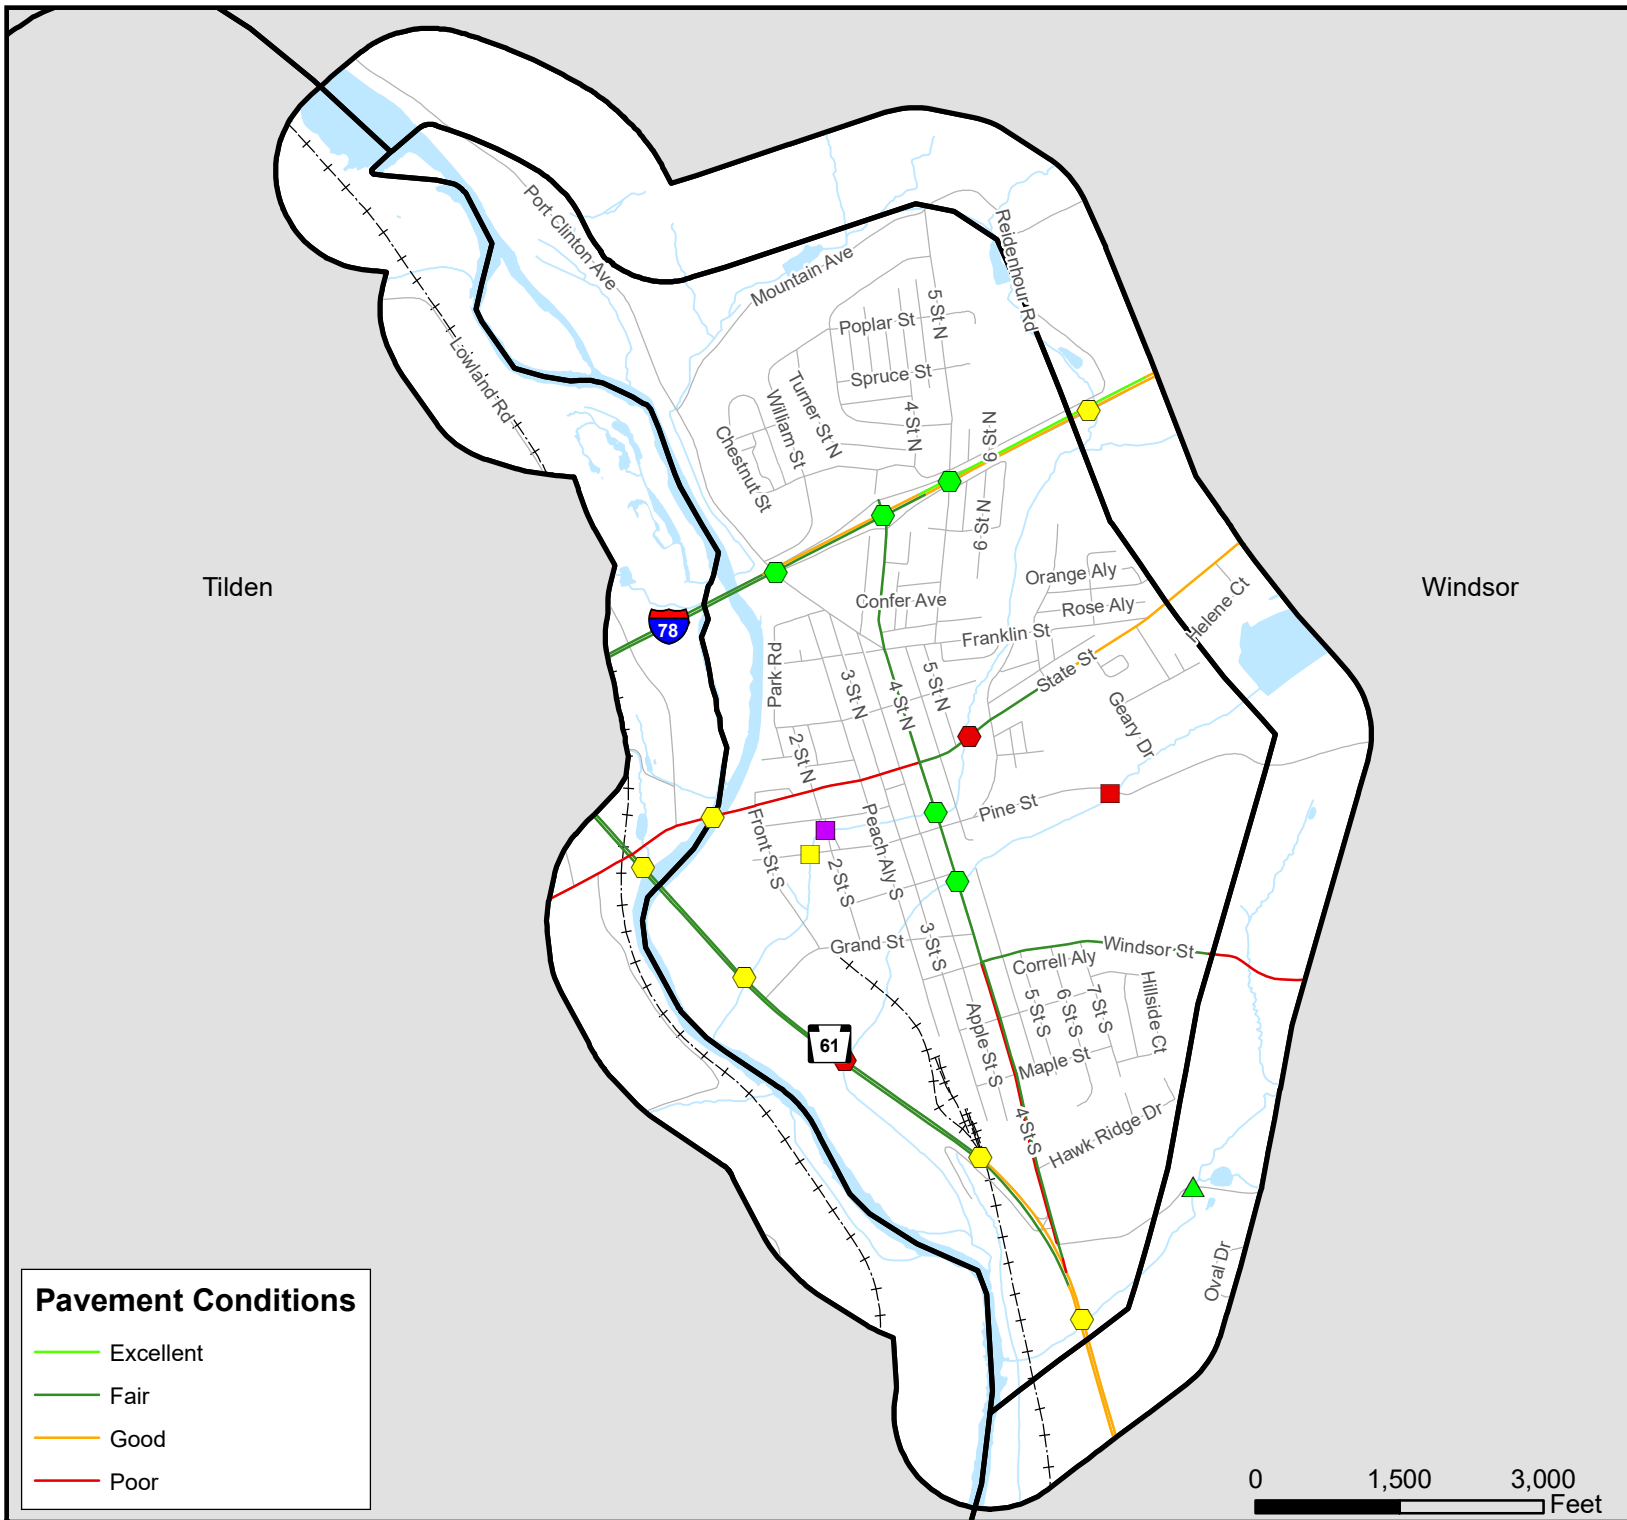 Port Clinton Ave
Reidenhour Rd
Mountain Ave
5 St N
Poplar St
Lowland Rd
Spruce St
Turner St N
William St
4 St N
6 St N
Chestnut St
6 St N
Tilden
Windsor
Orange Aly
Confer Ave
Rose Aly
Helene Ct
78
Franklin St
Park Rd
State St
3 St N
4 St N
5 St N
Geary Dr
2 St N
Pine St
Front St S
Peach Aly S
2 St S
Grand St
3 St S
Windsor St
Correll Aly
5 St S
6 St S
7 St S
Hillside Ct
Apple St S
61
Maple St
4 St S
Hawk Ridge Dr
Oval Dr
Pavement Conditions
Excellent
Fair
Good
Poor
0 1,500 3,000
Feet